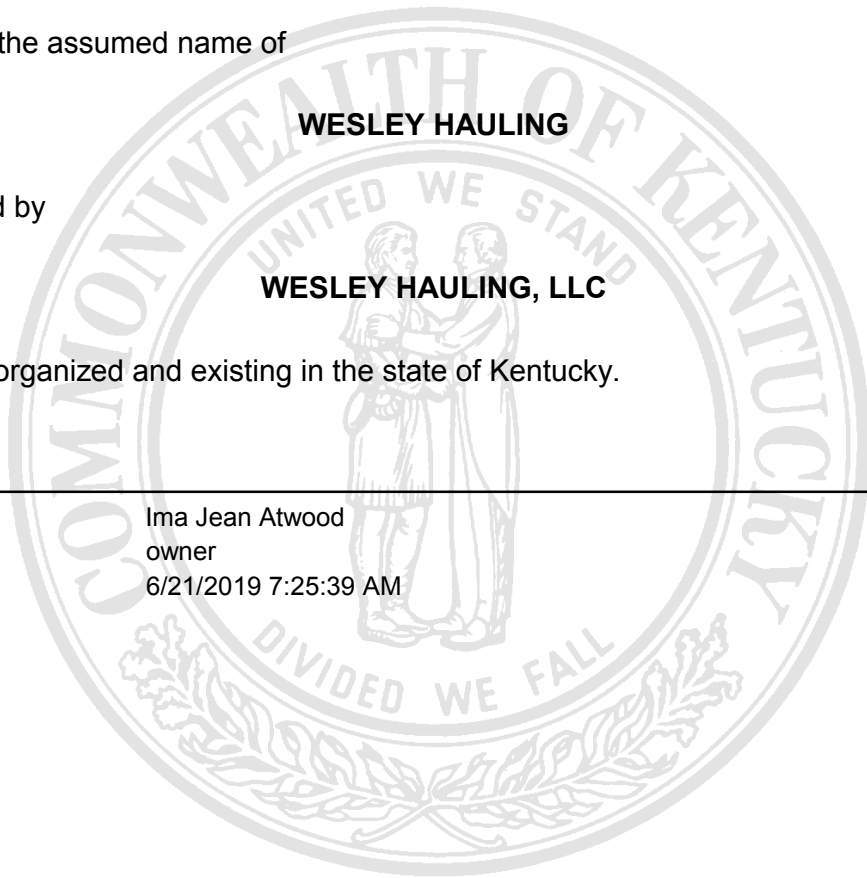 the assumed name of
WESLEY HAULING
d by
WESLEY HAULING, LLC
organized and existing in the state of Kentucky.
Ima Jean Atwood
owner
6/21/2019 7:25:39 AM
COMMONWEALTH OF KENTUCKY
UNITED WE STAND
DIVIDED WE FALL